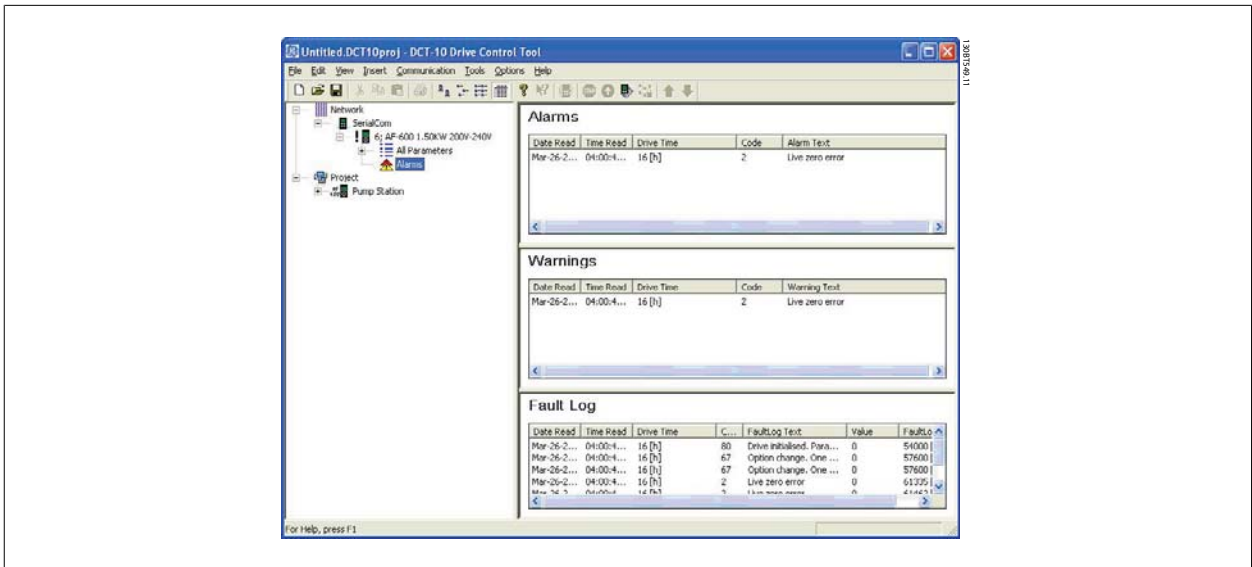 Untitled.DCT10proj - DCT-10 Drive Control Tool
File Edit View Insert Communication Tools Options Help
Network
SerialCom
6; AF-600 1.50KW 200V-240V
All Parameters
Alarms
Project
Pump Station
Alarms
Date Read Time Read Drive Time Code Alarm Text
Mar-26-2... 04:00:4... 16 [h] 2 Live zero error
Warnings
Date Read Time Read Drive Time Code Warning Text
Mar-26-2... 04:00:4... 16 [h] 2 Live zero error
Fault Log
Date Read Time Read Drive Time C... FaultLog Text Value FaultLo
Mar-26-2... 04:00:4... 16 [h] 80 Drive initialised. Para... 0 54000 [
Mar-26-2... 04:00:4... 16 [h] 67 Option change. One ... 0 57600 [
Mar-26-2... 04:00:4... 16 [h] 67 Option change. One ... 0 57600 [
Mar-26-2... 04:00:4... 16 [h] 2 Live zero error 0 61335 [
For Help, press F1
130BT549.11